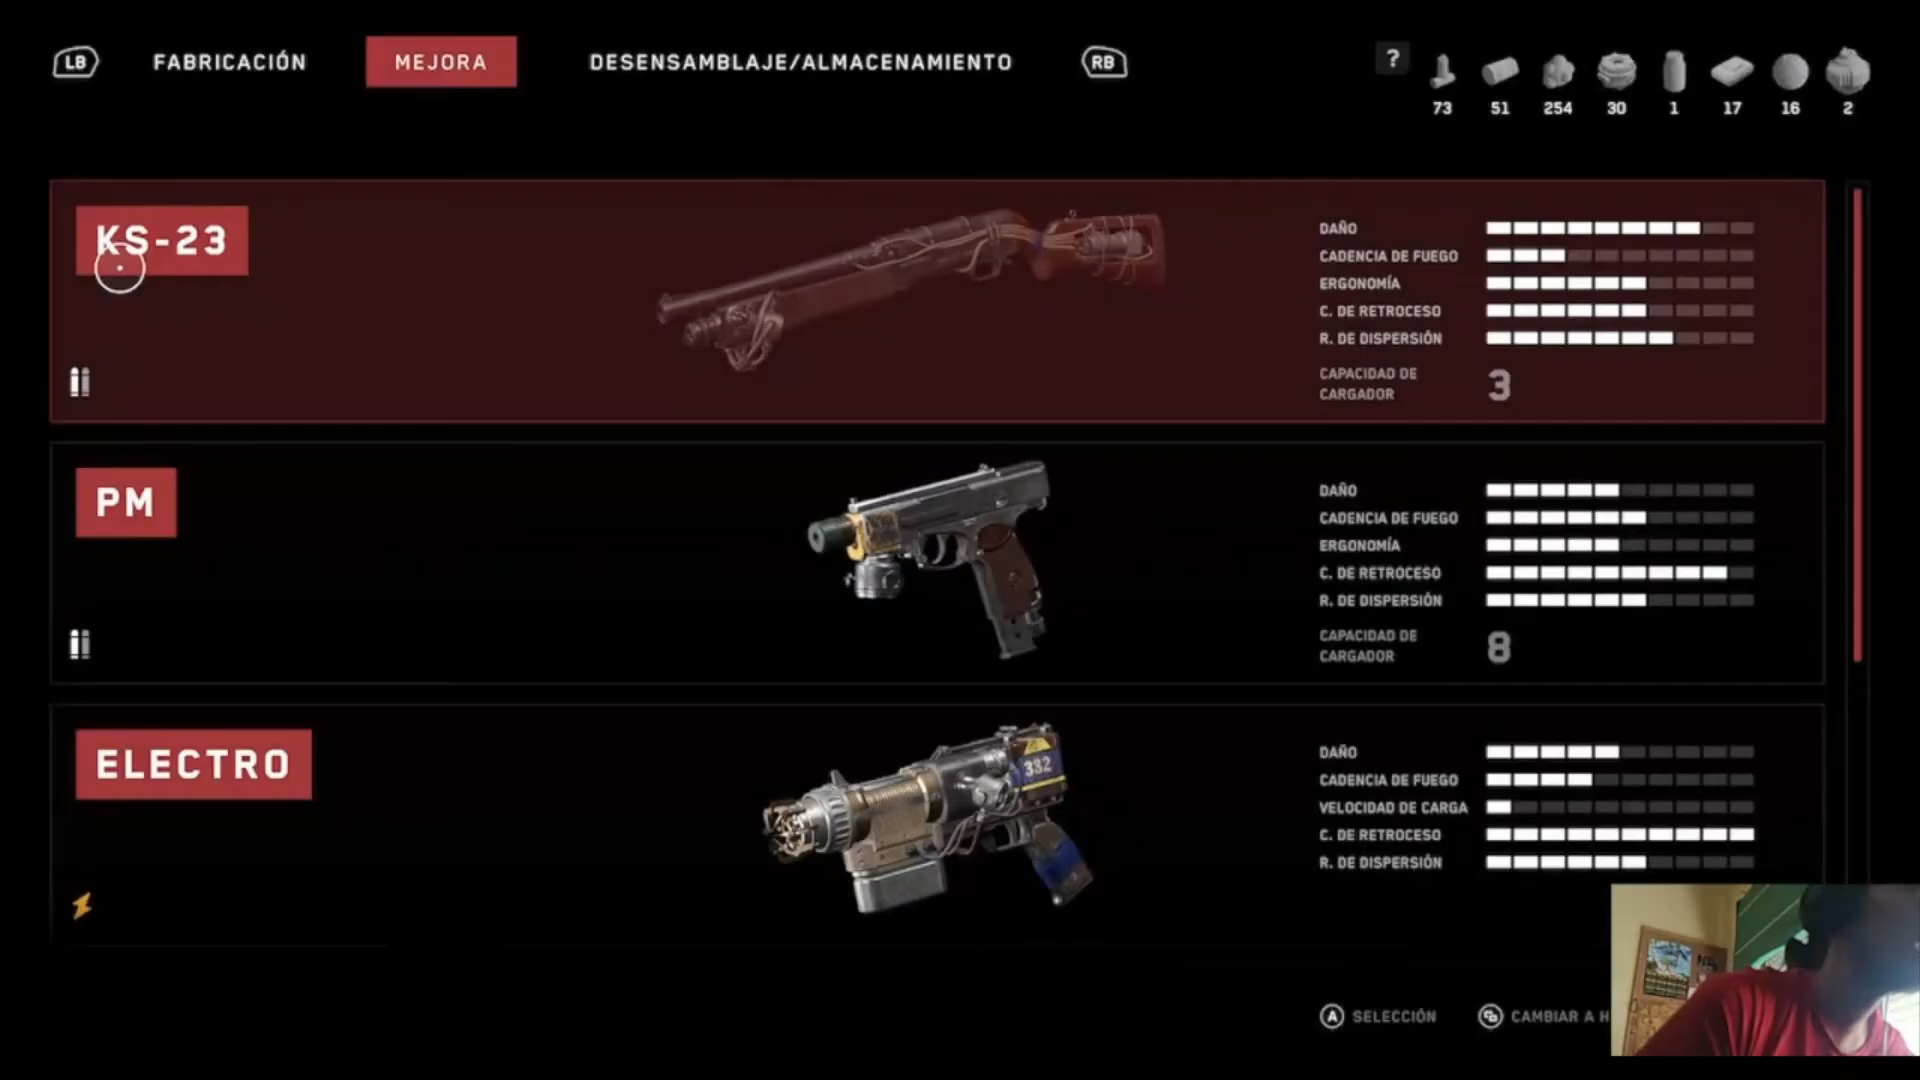 LB FABRICACIÓN MEJORA DESENSAMBLAJE/ALMACENAMIENTO RB ?
73 51 254 30 1 17 16 2
KS-23
DAÑO
CADENCIA DE FUEGO
ERGONOMÍA
C. DE RETROCESO
R. DE DISPERSIÓN
CAPACIDAD DE
CARGADOR
3
PM
DAÑO
CADENCIA DE FUEGO
ERGONOMÍA
C. DE RETROCESO
R. DE DISPERSIÓN
CAPACIDAD DE
CARGADOR
8
ELECTRO
332
DAÑO
CADENCIA DE FUEGO
VELOCIDAD DE CARGA
C. DE RETROCESO
R. DE DISPERSIÓN
A SELECCIÓN CAMBIAR A H